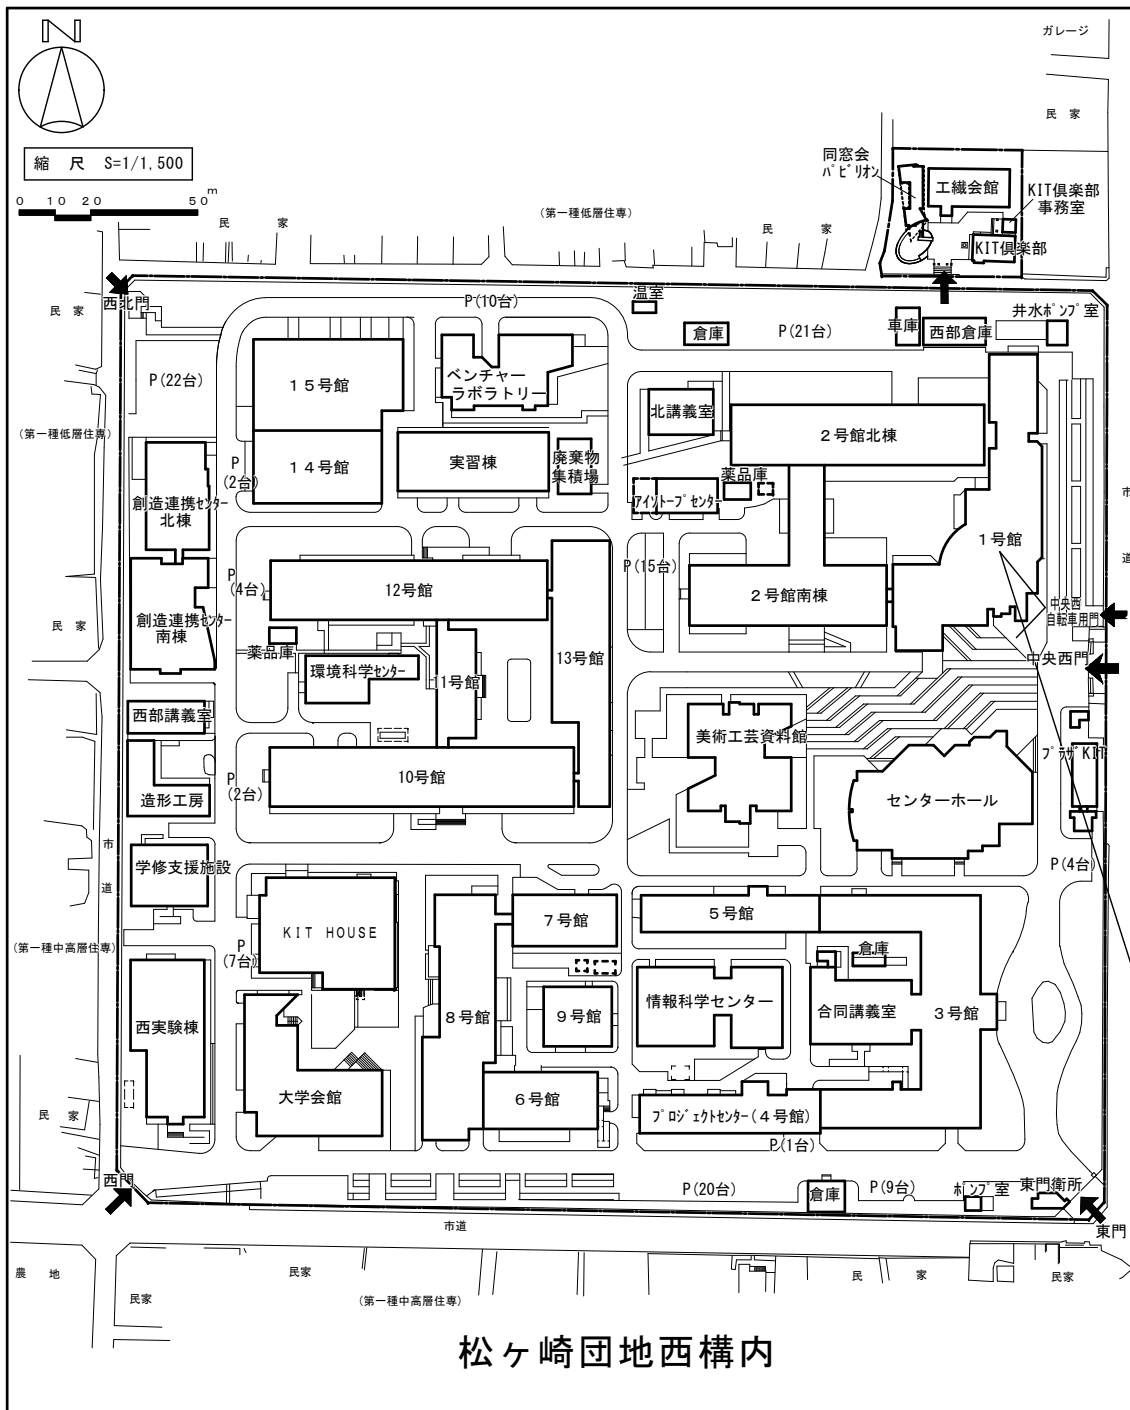 N
ガレージ
民 家
縮 尺 S=1/1,500
0 10 20 50 m
同窓会
パビリオン
工繊会館
KIT倶楽部
事務室
KIT倶楽部
(第一種低層住専)
民 家
民 家
西北門
民 家
P(10台)
温室
倉庫
P(21台)
車庫
西部倉庫
井水ポンプ室
P(22台)
15号館
ベンチャー
ラボラトリー
北講義室
2号館北棟
(第一種低層住専)
14号館
P
(2台)
実習棟
廃棄物
集積場
薬品庫
アイソトープセンター
創造連携センター
北棟
市
道
1号館
P
(4台)
12号館
P(15台)
2号館南棟
中央西
自転車用門
民 家
創造連携センター
南棟
薬品庫
環境科学センター
11号館
13号館
中央西門
西部講義室
美術工芸資料館
プラザKIT
P
(2台)
10号館
造形工房
センターホール
市
道
学修支援施設
P(4台)
KIT HOUSE
7号館
5号館
(第一種中高層住専)
P
(7台)
倉庫
西実験棟
8号館
9号館
情報科学センター
合同講義室
3号館
大学会館
6号館
プロジェクトセンター(4号館)
民 家
P(1台)
西門
P(20台)
倉庫
P(9台)
ポンプ室
東門衛所
市道
東門
農 地
民家
民 家
民家
民家
(第一種中高層住専)
松ヶ崎団地西構内